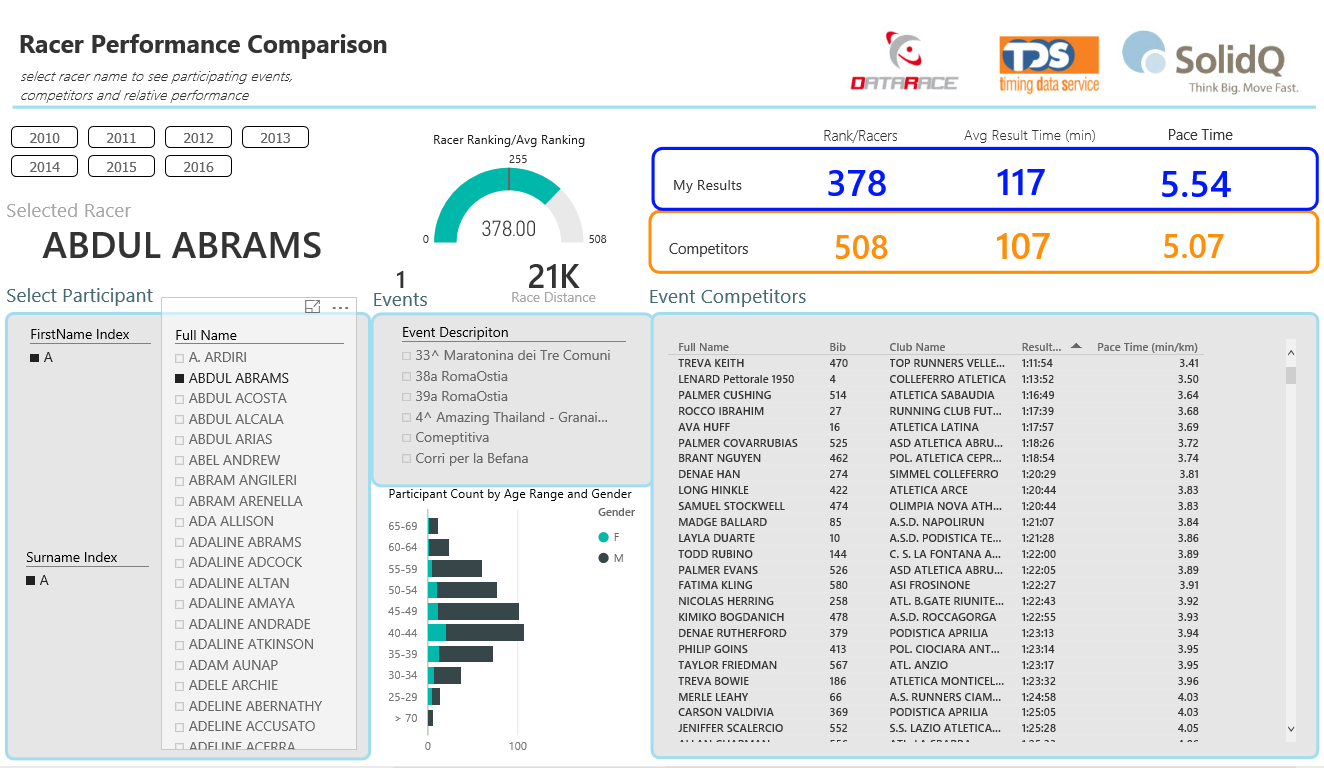 Racer Performance Comparison
select racer name to see participating events,
competitors and relative performance
DATARACE
TDS
timing data service
SolidQ
Think Big. Move Fast.
2010 2011 2012 2013
2014 2015 2016
Selected Racer
ABDUL ABRAMS
Racer Ranking/Avg Ranking
255
378.00
0 508
1
Events
21K
Race Distance
Rank/Racers Avg Result Time (min) Pace Time
My Results 378 117 5.54
Competitors 508 107 5.07
Select Participant
FirstName Index
A
Surname Index
A
Full Name
A. ARDIRI
ABDUL ABRAMS
ABDUL ACOSTA
ABDUL ALCALA
ABDUL ARIAS
ABEL ANDREW
ABRAM ANGILERI
ABRAM ARENELLA
ADA ALLISON
ADALINE ABRAMS
ADALINE ADCOCK
ADALINE ALTAN
ADALINE AMAYA
ADALINE ANDRADE
ADALINE ATKINSON
ADAM AUNAP
ADELE ARCHIE
ADELINE ABERNATHY
ADELINE ACCUSATO
ADELINE ACERRA
Event Descripiton
33^ Maratonina dei Tre Comuni
38a RomaOstia
39a RomaOstia
4^ Amazing Thailand - Granai...
Comeptitiva
Corri per la Befana
Participant Count by Age Range and Gender
Gender
F
M
65-69
60-64
55-59
50-54
45-49
40-44
35-39
30-34
25-29
> 70
0 100
Event Competitors
Full Name Bib Club Name Result... Pace Time (min/km)
TREVA KEITH 470 TOP RUNNERS VELLE... 1:11:54 3.41
LENARD Pettorale 1950 4 COLLEFERRO ATLETICA 1:13:52 3.50
PALMER CUSHING 514 ATLETICA SABAUDIA 1:16:49 3.64
ROCCO IBRAHIM 27 RUNNING CLUB FUT... 1:17:39 3.68
AVA HUFF 16 ATLETICA LATINA 1:17:57 3.69
PALMER COVARRUBIAS 525 ASD ATLETICA ABRU... 1:18:26 3.72
BRANT NGUYEN 462 POL. ATLETICA CEPR... 1:18:54 3.74
DENAE HAN 274 SIMMEL COLLEFERRO 1:20:29 3.81
LONG HINKLE 422 ATLETICA ARCE 1:20:44 3.83
SAMUEL STOCKWELL 474 OLIMPIA NOVA ATH... 1:20:44 3.83
MADGE BALLARD 85 A.S.D. NAPOLIRUN 1:21:07 3.84
LAYLA DUARTE 10 A.S.D. PODISTICA TE... 1:21:28 3.86
TODD RUBINO 144 C. S. LA FONTANA A... 1:22:00 3.89
PALMER EVANS 526 ASD ATLETICA ABRU... 1:22:05 3.89
FATIMA KLING 580 ASI FROSINONE 1:22:27 3.91
NICOLAS HERRING 258 ATL. B.GATE RIUNITE... 1:22:43 3.92
KIMIKO BOGDANICH 478 A.S.D. ROCCAGORGA 1:22:55 3.93
DENAE RUTHERFORD 379 PODISTICA APRILIA 1:23:13 3.94
PHILIP GOINS 413 POL. CIOCIARA ANT... 1:23:14 3.95
TAYLOR FRIEDMAN 567 ATL. ANZIO 1:23:17 3.95
TREVA BOWIE 186 ATLETICA MONTICEL... 1:23:32 3.96
MERLE LEAHY 66 A.S. RUNNERS CIAM... 1:24:58 4.03
CARSON VALDIVIA 369 PODISTICA APRILIA 1:25:05 4.03
JENIFFER SCALERCIO 552 S.S. LAZIO ATLETICA... 1:25:28 4.05